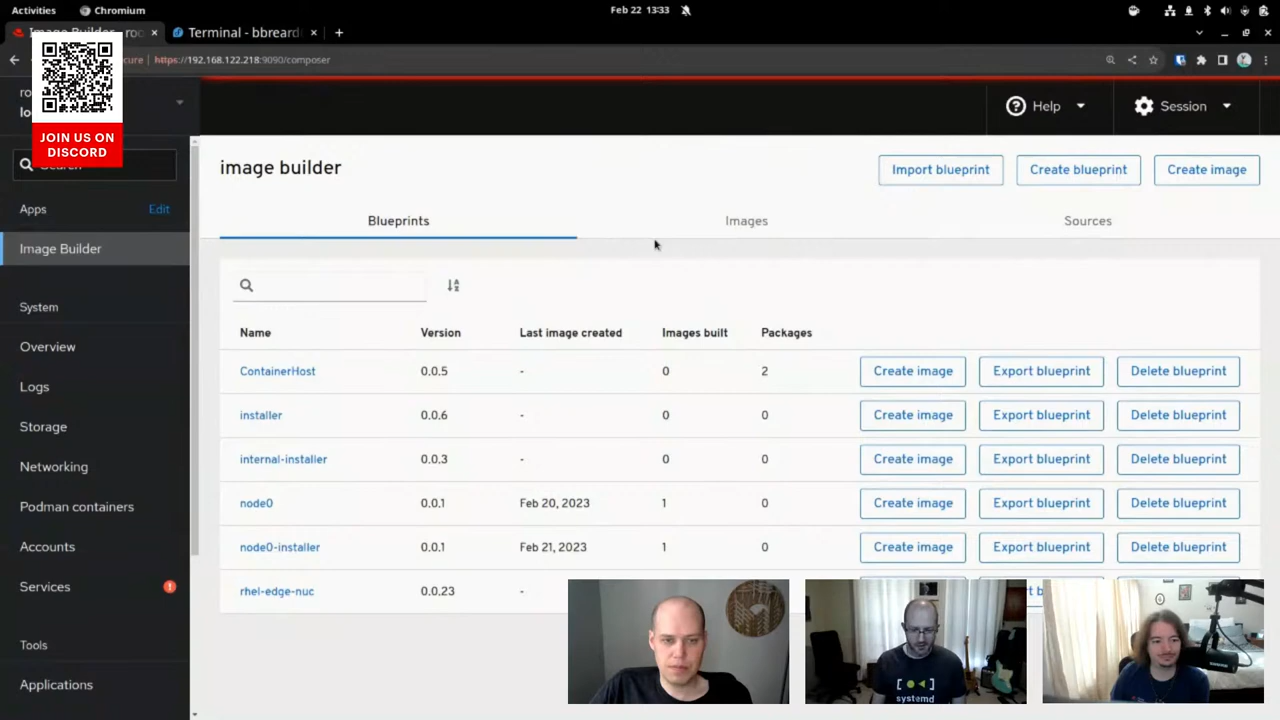 Activities Chromium Feb 22 13:33
Image Builder - roo × Terminal - bbreard × +
https://192.168.122.218:9090/composer
JOIN US ON
DISCORD
Help Session
Search
image builder Import blueprint Create blueprint Create image
Apps Edit
Blueprints Images Sources
Image Builder
System
Overview
Logs
Storage
Networking
Podman containers
Accounts
Services !
Tools
Applications
Name Version Last image created Images built Packages
ContainerHost 0.0.5 - 0 2 Create image Export blueprint Delete blueprint
installer 0.0.6 - 0 0 Create image Export blueprint Delete blueprint
internal-installer 0.0.3 - 0 0 Create image Export blueprint Delete blueprint
node0 0.0.1 Feb 20, 2023 1 0 Create image Export blueprint Delete blueprint
node0-installer 0.0.1 Feb 21, 2023 1 0 Create image Export blueprint Delete blueprint
rhel-edge-nuc 0.0.23 -
[ ● ◀ ]
systemd